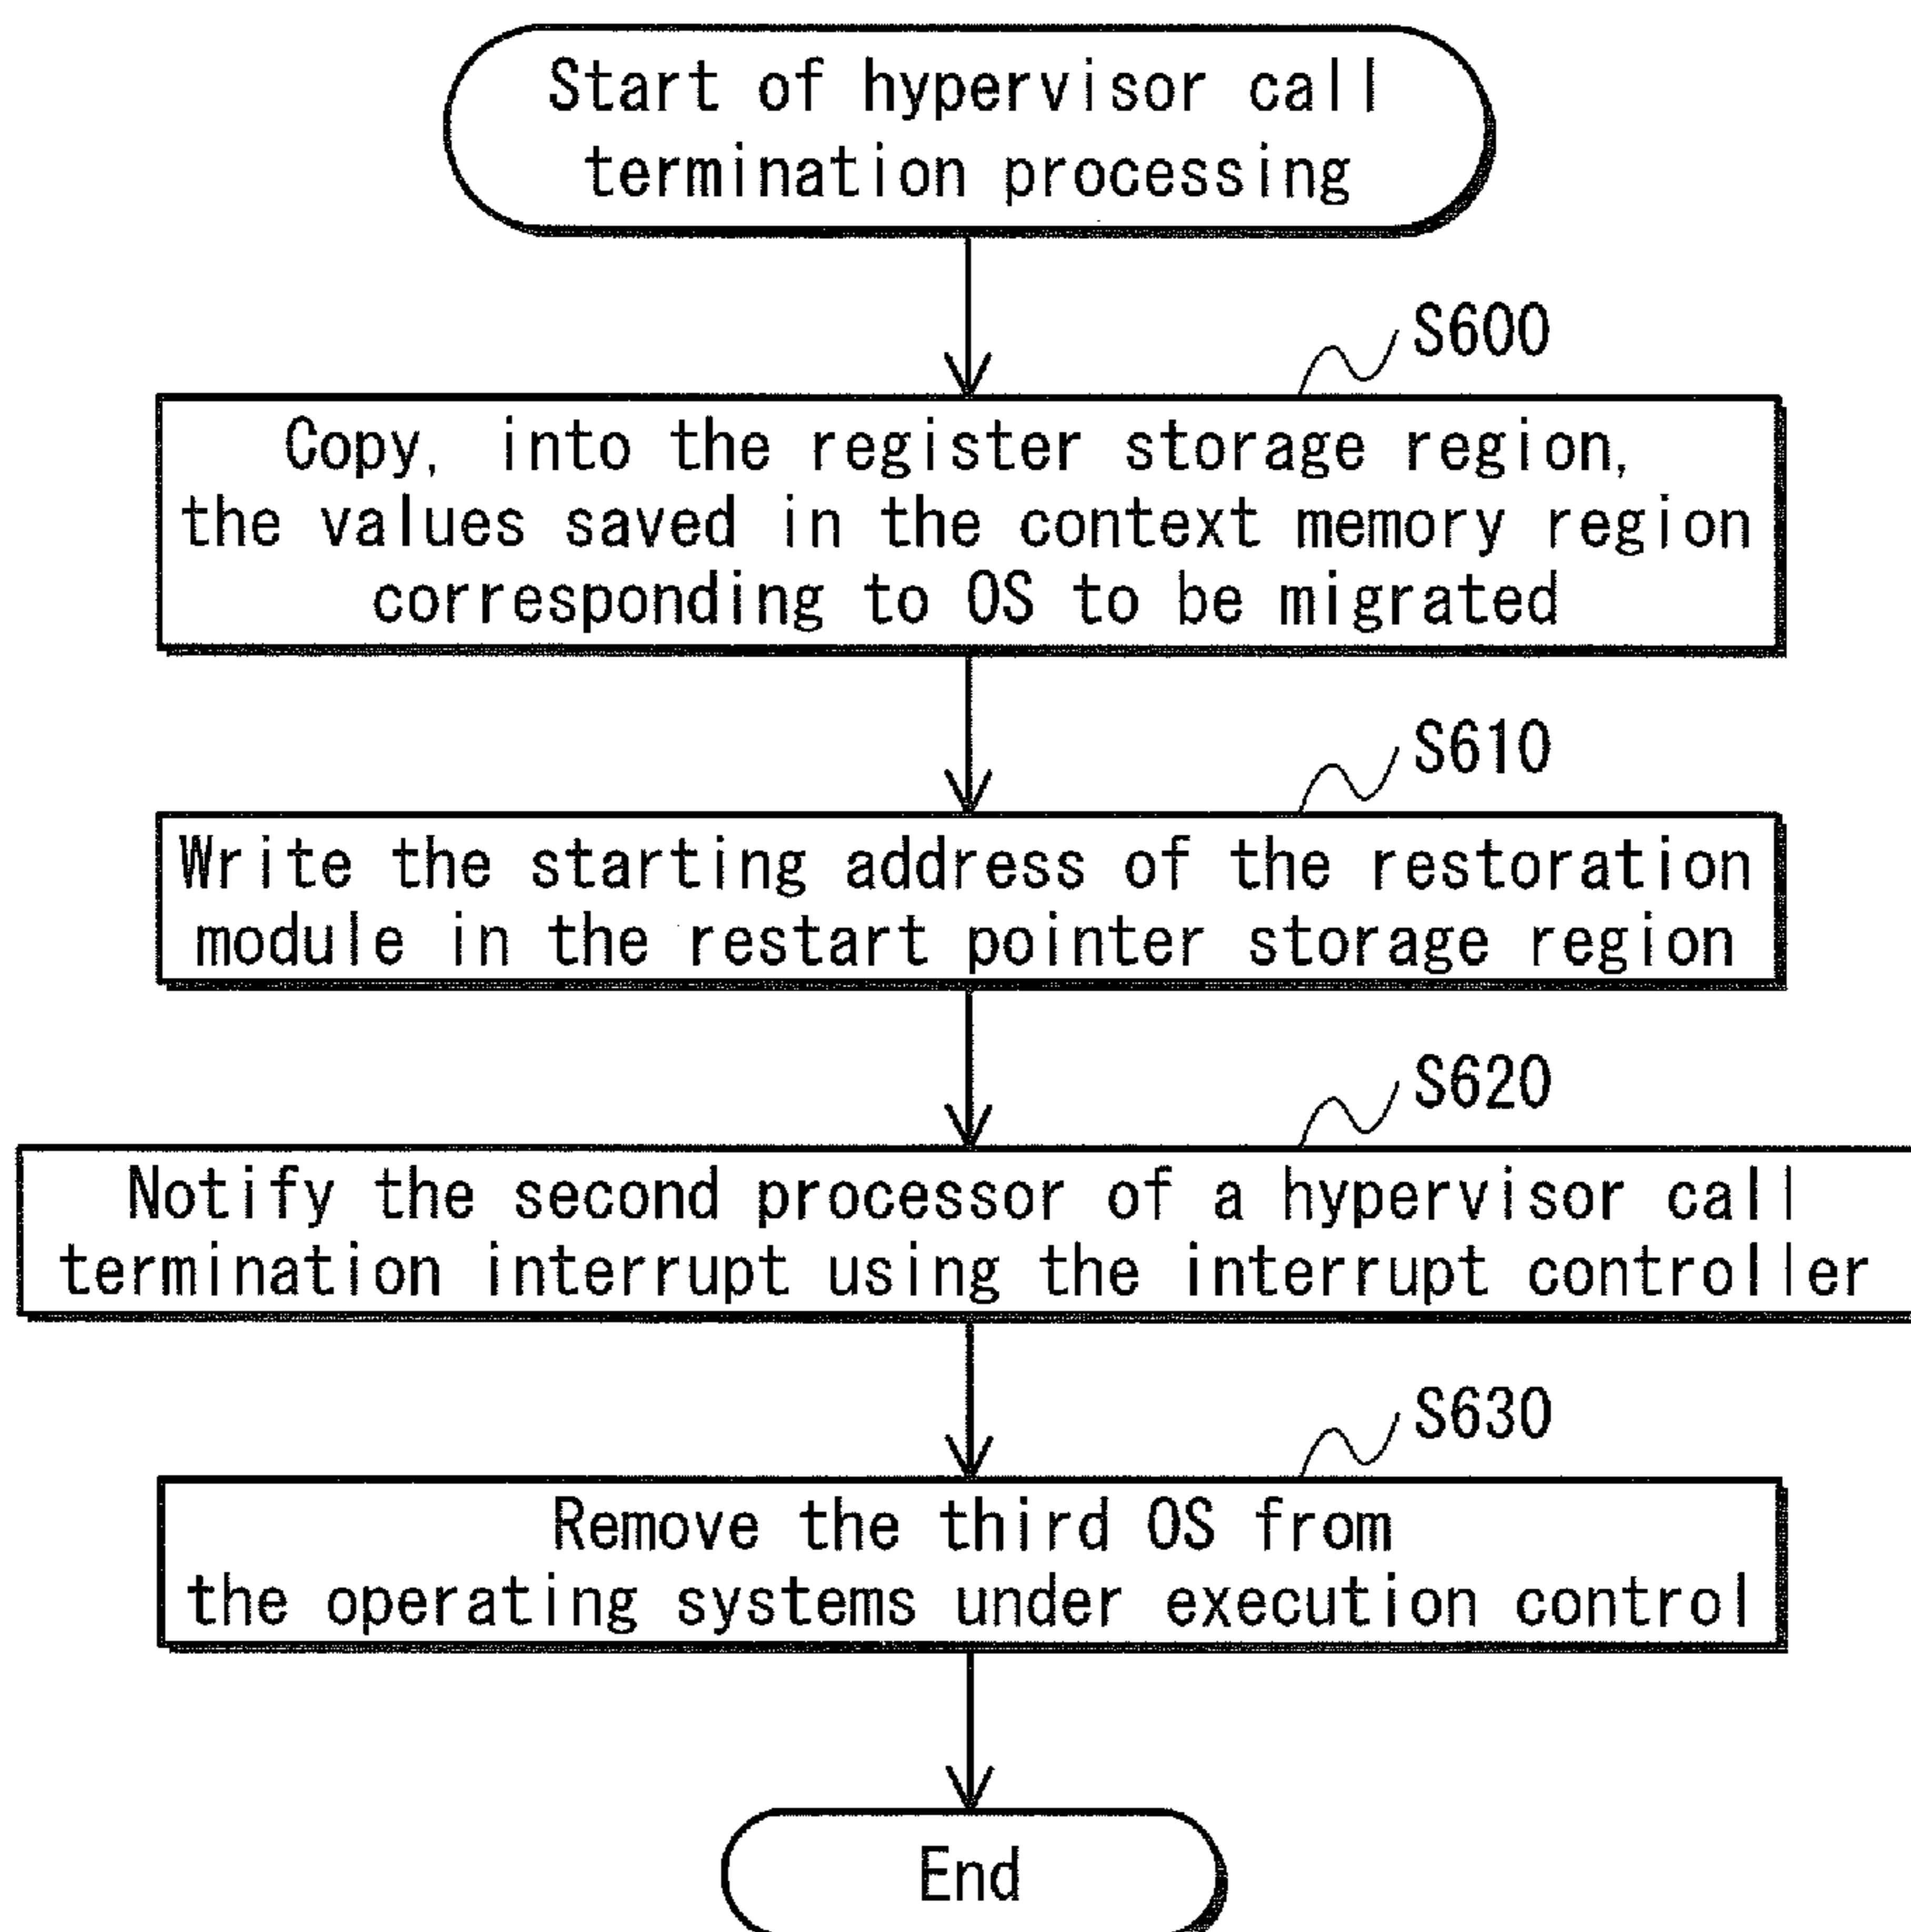 Start of hypervisor call
termination processing
S600
Copy, into the register storage region,
the values saved in the context memory region
corresponding to OS to be migrated
S610
Write the starting address of the restoration
module in the restart pointer storage region
S620
Notify the second processor of a hypervisor call
termination interrupt using the interrupt controller
S630
Remove the third OS from
the operating systems under execution control
End